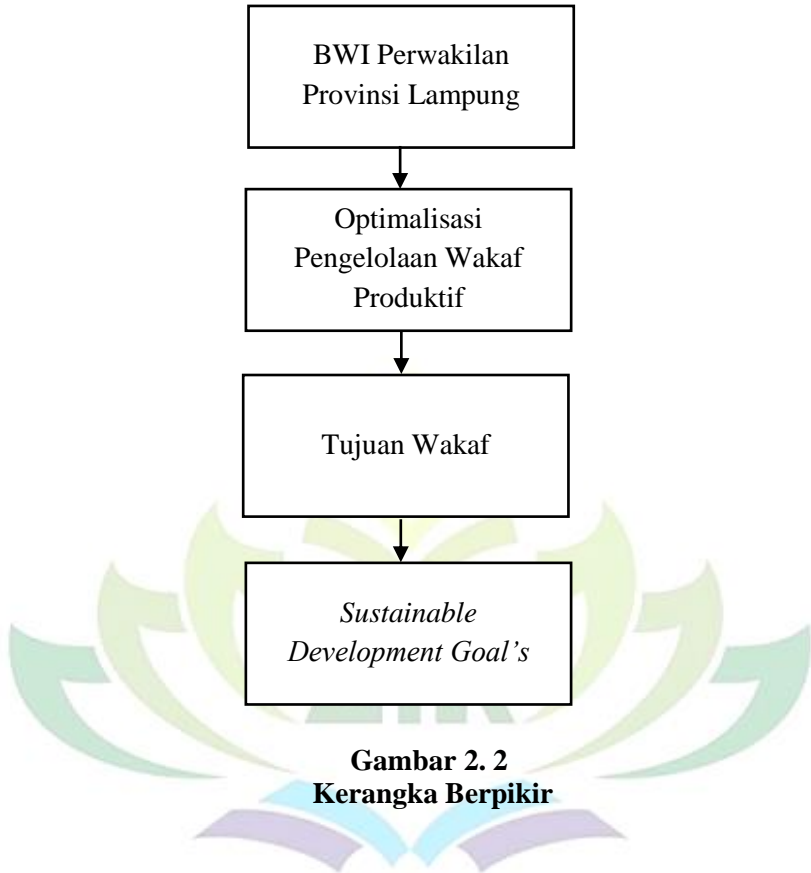 BWI Perwakilan
Provinsi Lampung
Optimalisasi
Pengelolaan Wakaf
Produktif
Tujuan Wakaf
Sustainable
Development Goal’s
Gambar 2. 2
Kerangka Berpikir